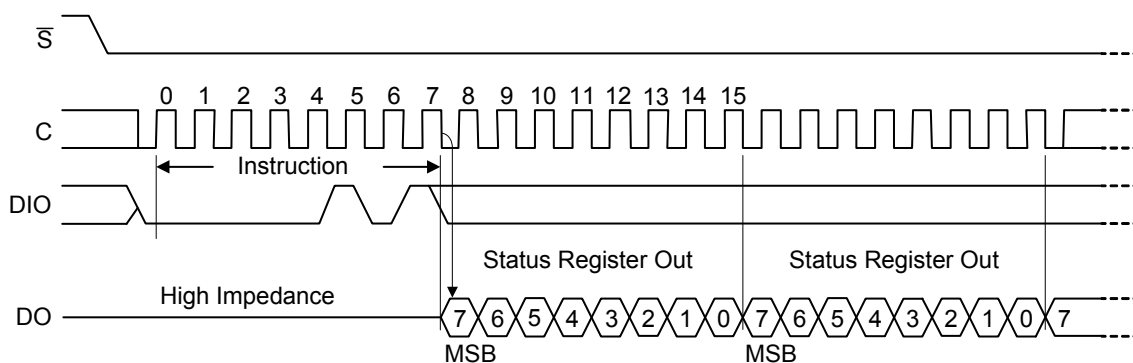 S
0 1 2 3 4 5 6 7 8 9 10 11 12 13 14 15
C
Instruction
DIO
Status Register Out Status Register Out
High Impedance
DO 7 6 5 4 3 2 1 0 7 6 5 4 3 2 1 0 7
MSB MSB